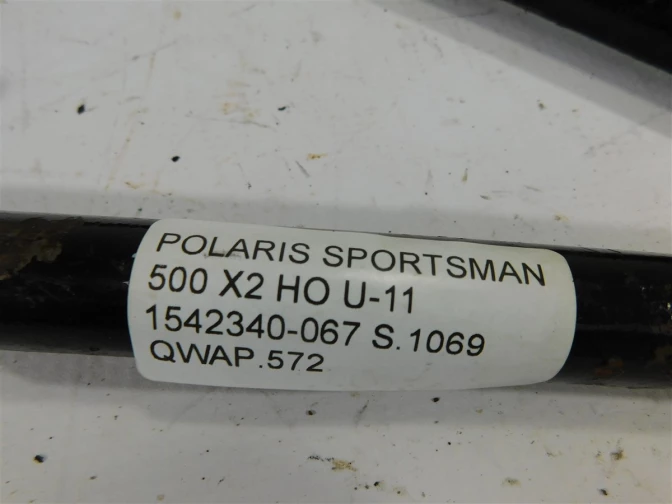 POLARIS SPORTSMAN
500 X2 HO U-11
1542340-067 S.1069
QWAP.572